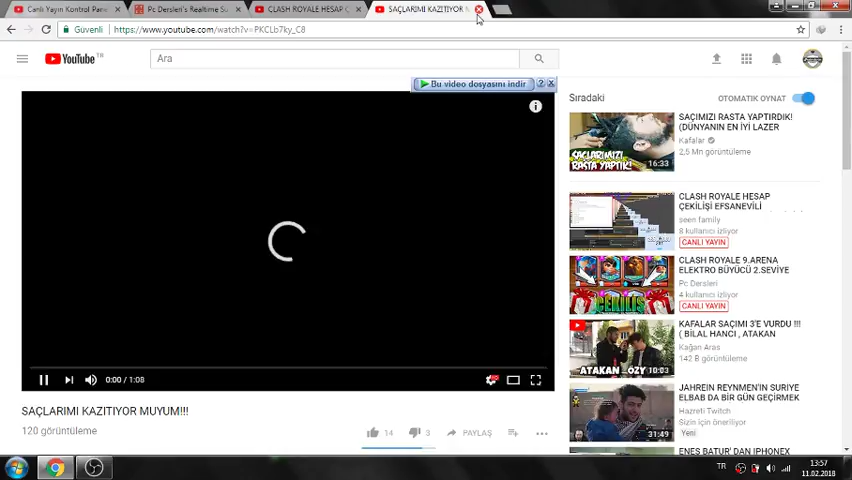 Canlı Yayın Kontrol Pane
Pc Dersleri's Realtime Su
CLASH ROYALE HESAP Ç
SAÇLARIMI KAZITIYOR M
Güvenli
https://www.youtube.com/watch?v=PKCLb7ky_C8
YouTube TR
Ara
Bu video dosyasını indir
?
Sıradaki
OTOMATİK OYNAT
SAÇLARIMIZI
RASTA YAPTIK!
16:33
SAÇIMIZI RASTA YAPTIRDIK!
(DÜNYANIN EN İYİ LAZER
Kafalar
2,5 Mn görüntüleme
CLASH ROYALE HESAP
ÇEKİLİŞİ EFSANEVİLİ
seen family
8 kullanıcı izliyor
CANLI YAYIN
ÇEKİLİŞ
CLASH ROYALE 9.ARENA
ELEKTRO BÜYÜCÜ 2.SEVİYE
Pc Dersleri
4 kullanıcı izliyor
CANLI YAYIN
ATAKAN ÖZY
10:03
KAFALAR SAÇIMI 3'E VURDU !!!
( BİLAL HANCI , ATAKAN
Kağan Aras
142 B görüntüleme
31:49
JAHREIN REYNMEN'IN SURIYE
ELBAB DA BİR GÜN GEÇİRMEK
Hazreti Twitch
Sizin için öneriliyor
Yeni
ENES BATUR' DAN IPHONEX
0:00 / 1:08
SAÇLARIMI KAZITIYOR MUYUM!!!
120 görüntüleme
14
3
PAYLAŞ
TR
13:57
11.02.2018